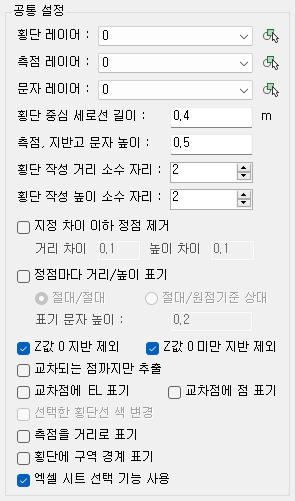 공통 설정
횡단 레이어 : 0
측점 레이어 : 0
문자 레이어 : 0
횡단 중심 세로선 길이 : 0.4 m
측점, 지반고 문자 높이 : 0.5
횡단 작성 거리 소수 자리 : 2
횡단 작성 높이 소수 자리 : 2
지정 차이 이하 정점 제거
거리 차이 0.1 높이 차이 0.1
정점마다 거리/높이 표기
절대/절대 절대/원점기준 상대
표기 문자 높이 : 0.2
Z값 0 지반 제외 Z값 0 미만 지반 제외
교차되는 점까지만 추출
교차점에 EL 표기 교차점에 점 표기
선택한 횡단선 색 변경
측점을 거리로 표기
횡단에 구역 경계 표기
엑셀 시트 선택 기능 사용